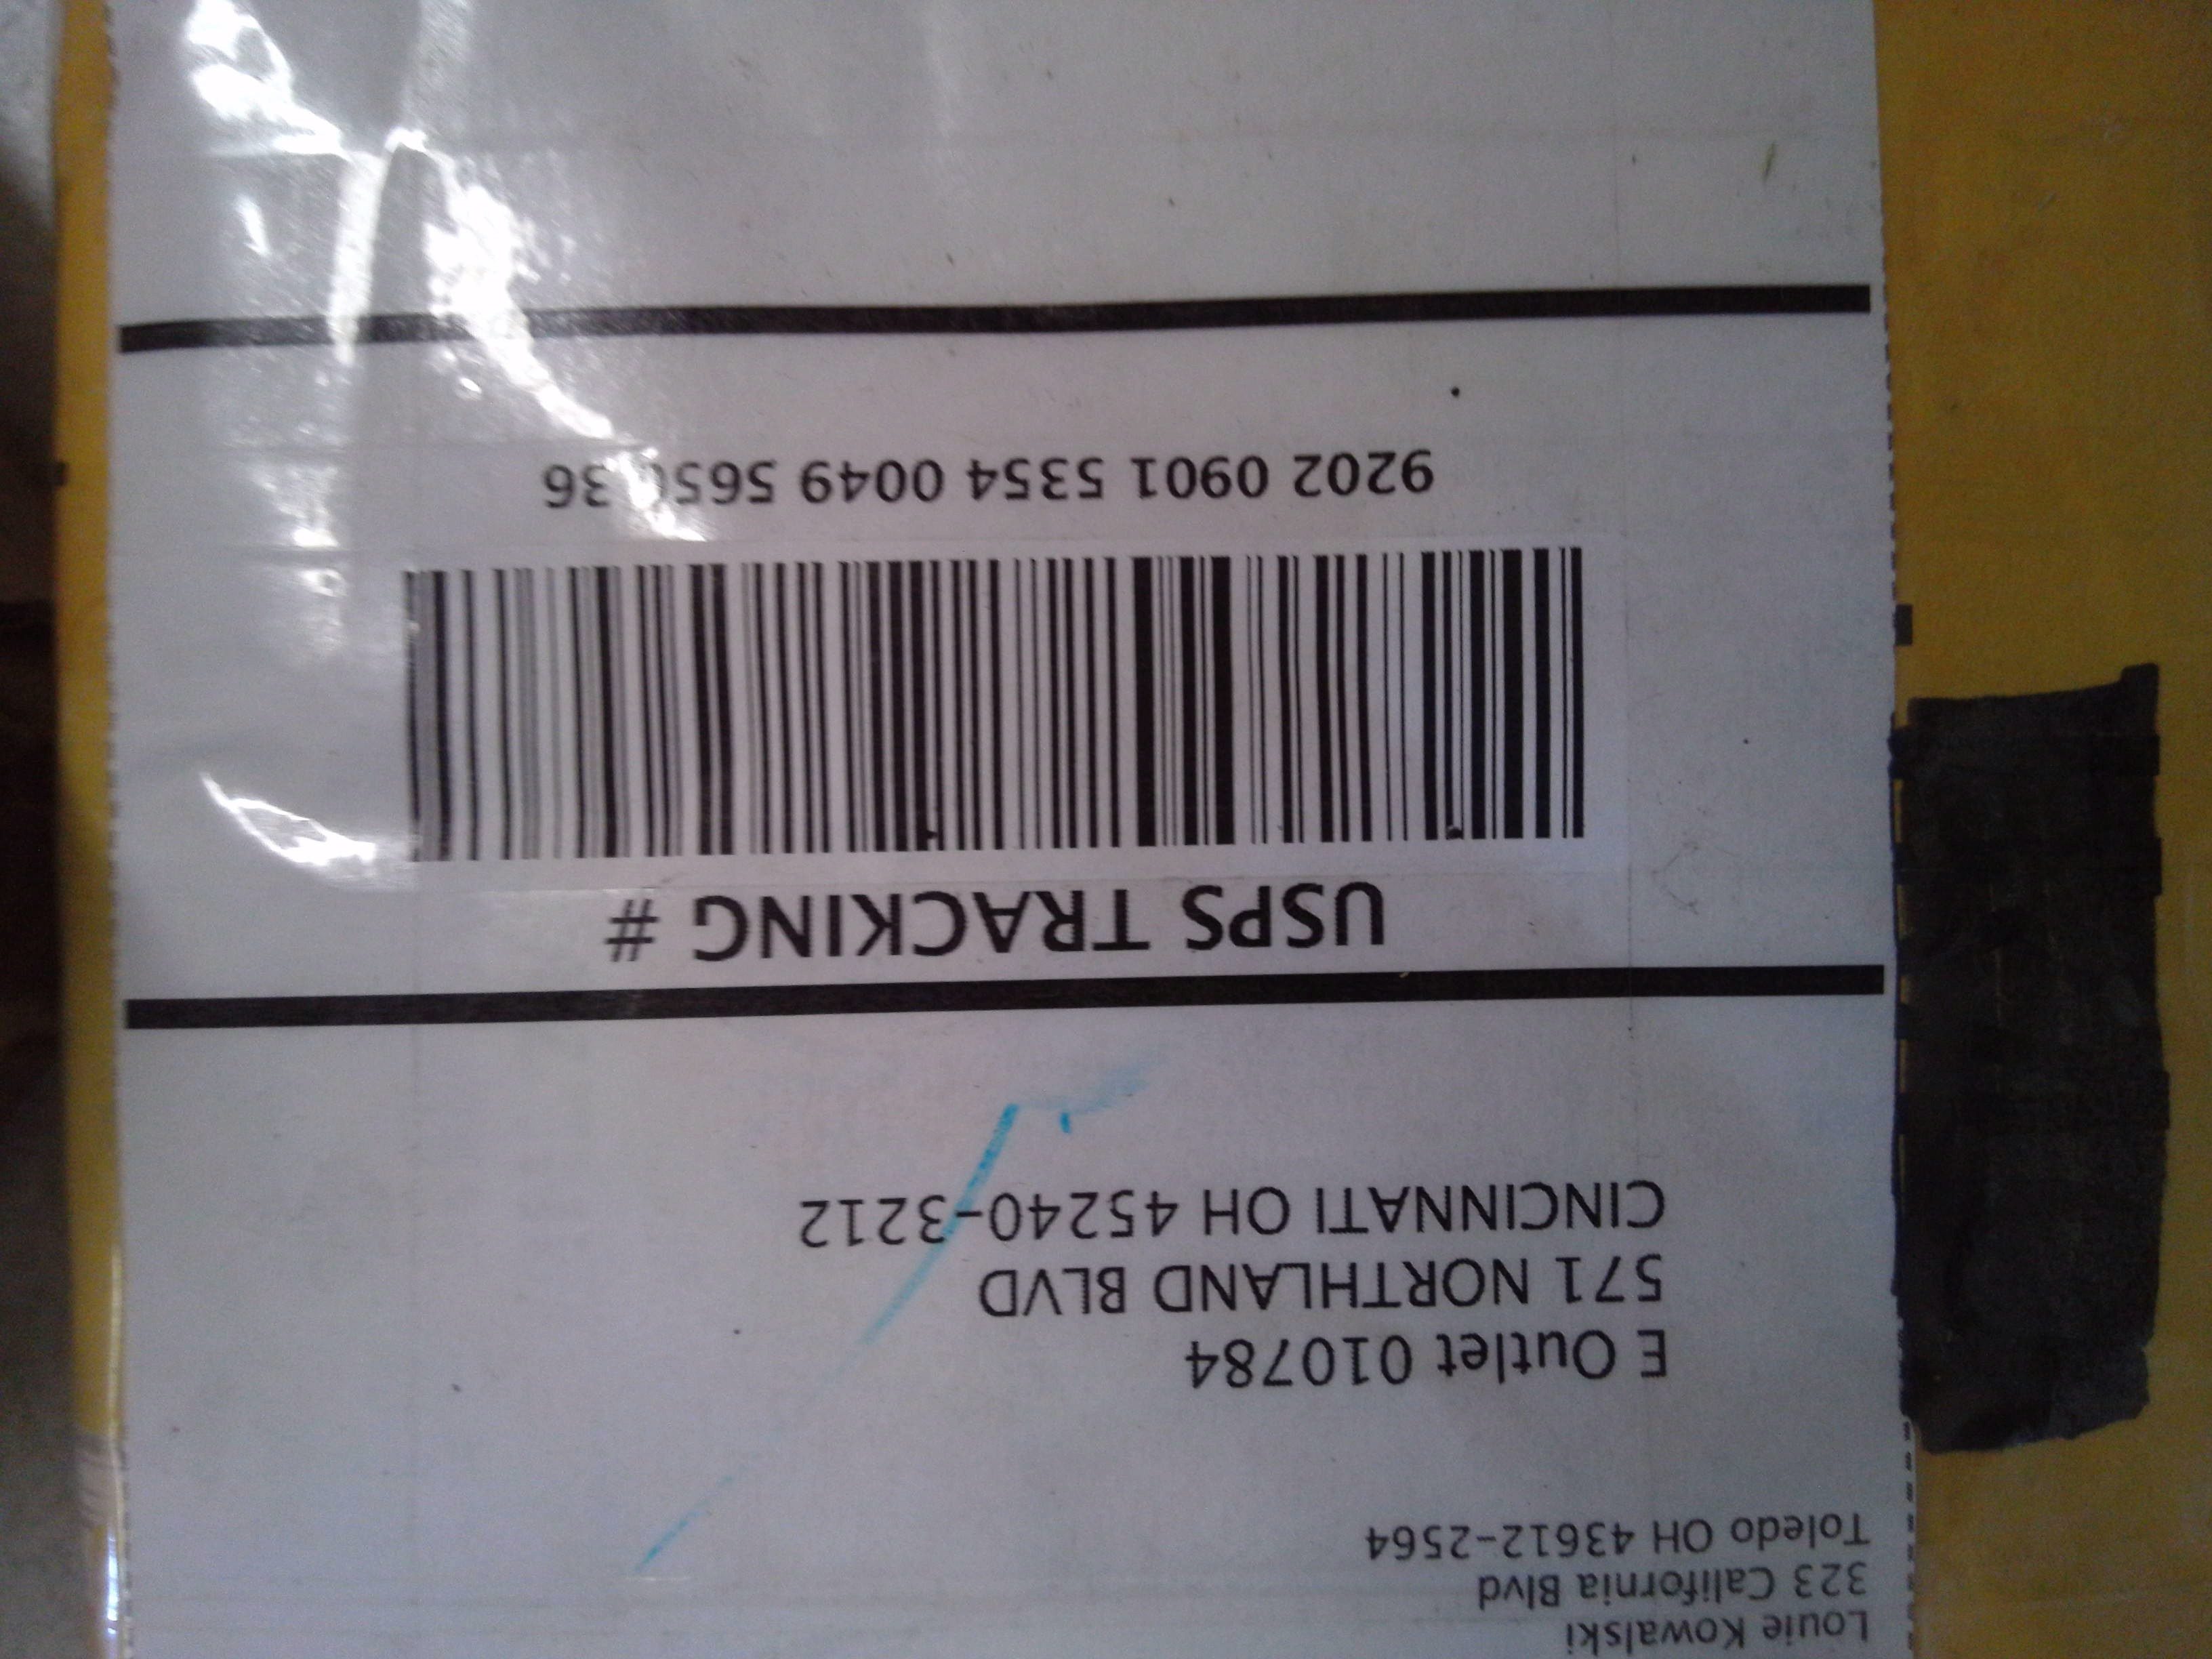 Louie Kowalski
323 California Blvd
Toledo OH 43612-2564
E Outlet 010784
571 NORTHLAND BLVD
CINCINNATI OH 45240-3212
USPS TRACKING #
9202 0901 5354 0049 36